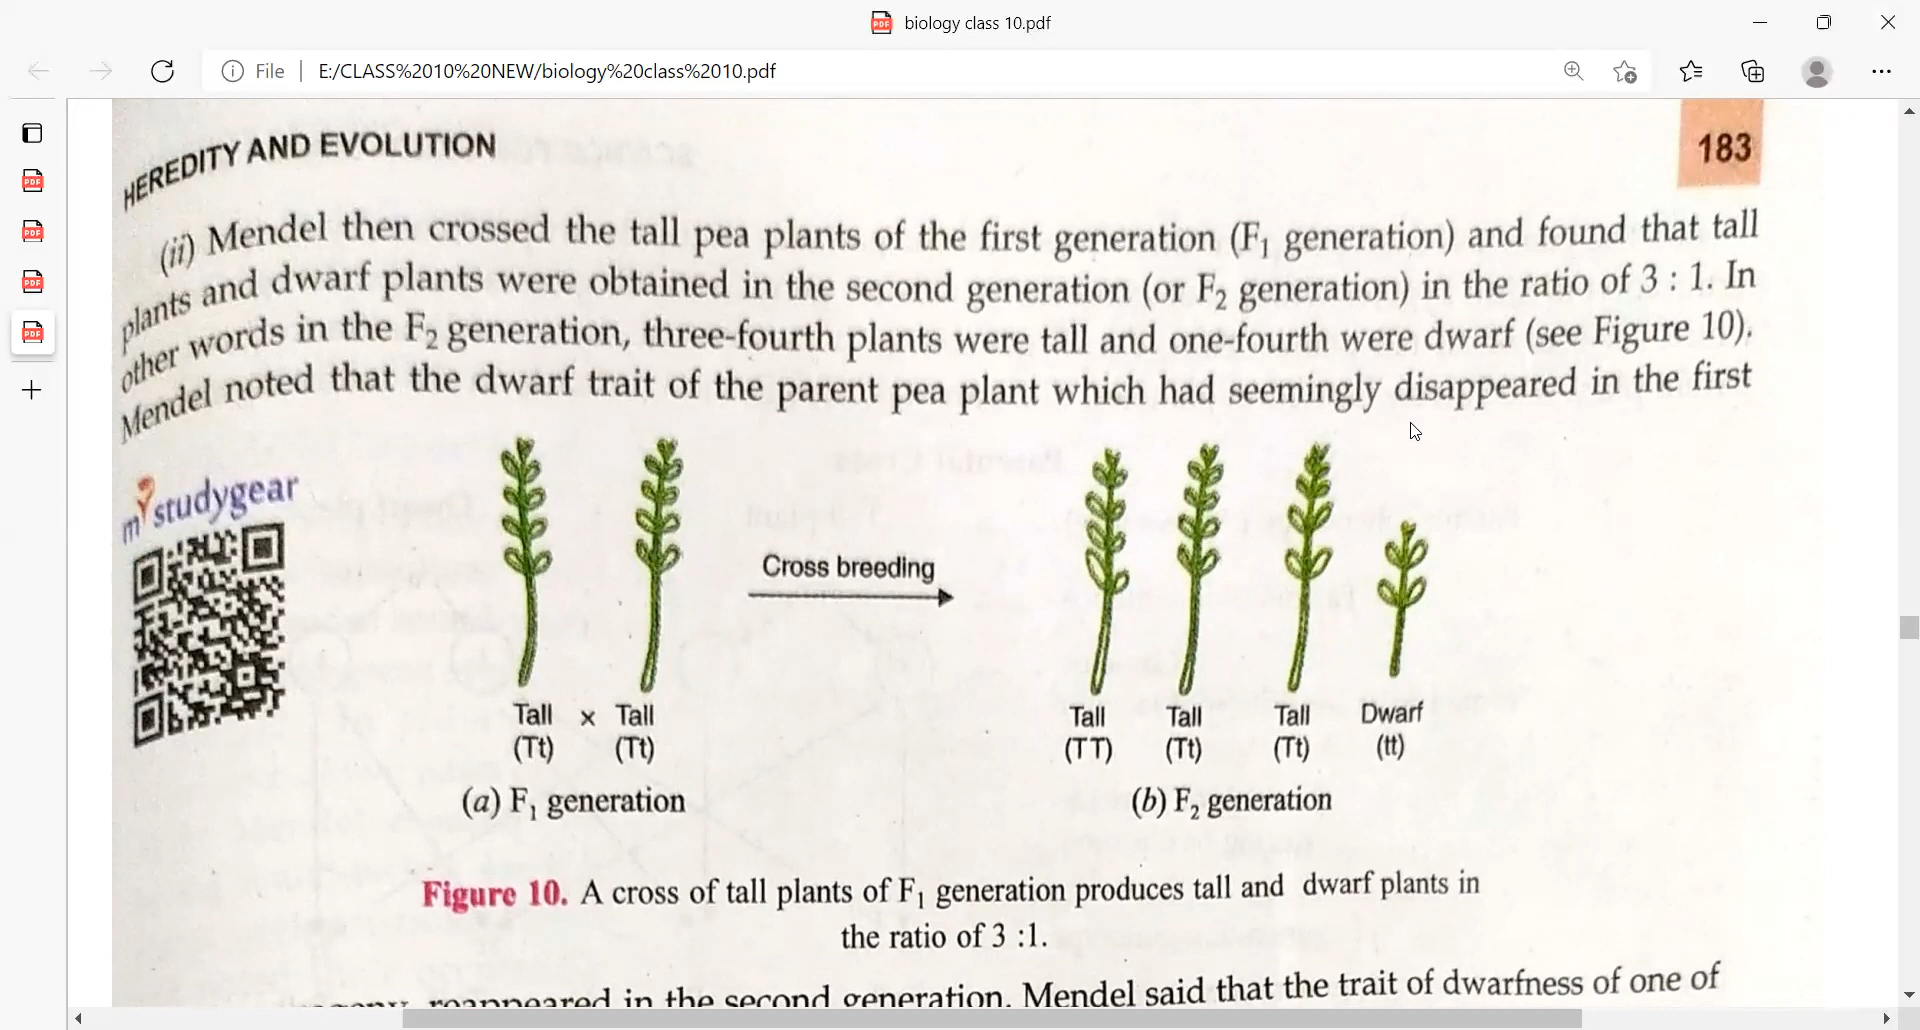 biology class 10.pdf
File | E:/CLASS%2010%20NEW/biology%20class%2010.pdf
HEREDITY AND EVOLUTION
183
(ii) Mendel then crossed the tall pea plants of the first generation (F₁ generation) and found that tall
plants and dwarf plants were obtained in the second generation (or F₂ generation) in the ratio of 3 : 1. In
other words in the F₂ generation, three-fourth plants were tall and one-fourth were dwarf (see Figure 10).
Mendel noted that the dwarf trait of the parent pea plant which had seemingly disappeared in the first
mystudygear
Cross breeding
Tall x Tall
(Tt) (Tt)
(a) F₁ generation
Tall Tall Tall Dwarf
(TT) (Tt) (Tt) (tt)
(b) F₂ generation
Figure 10. A cross of tall plants of F₁ generation produces tall and dwarf plants in
the ratio of 3 :1.
reappeared in the second generation. Mendel said that the trait of dwarfness of one of